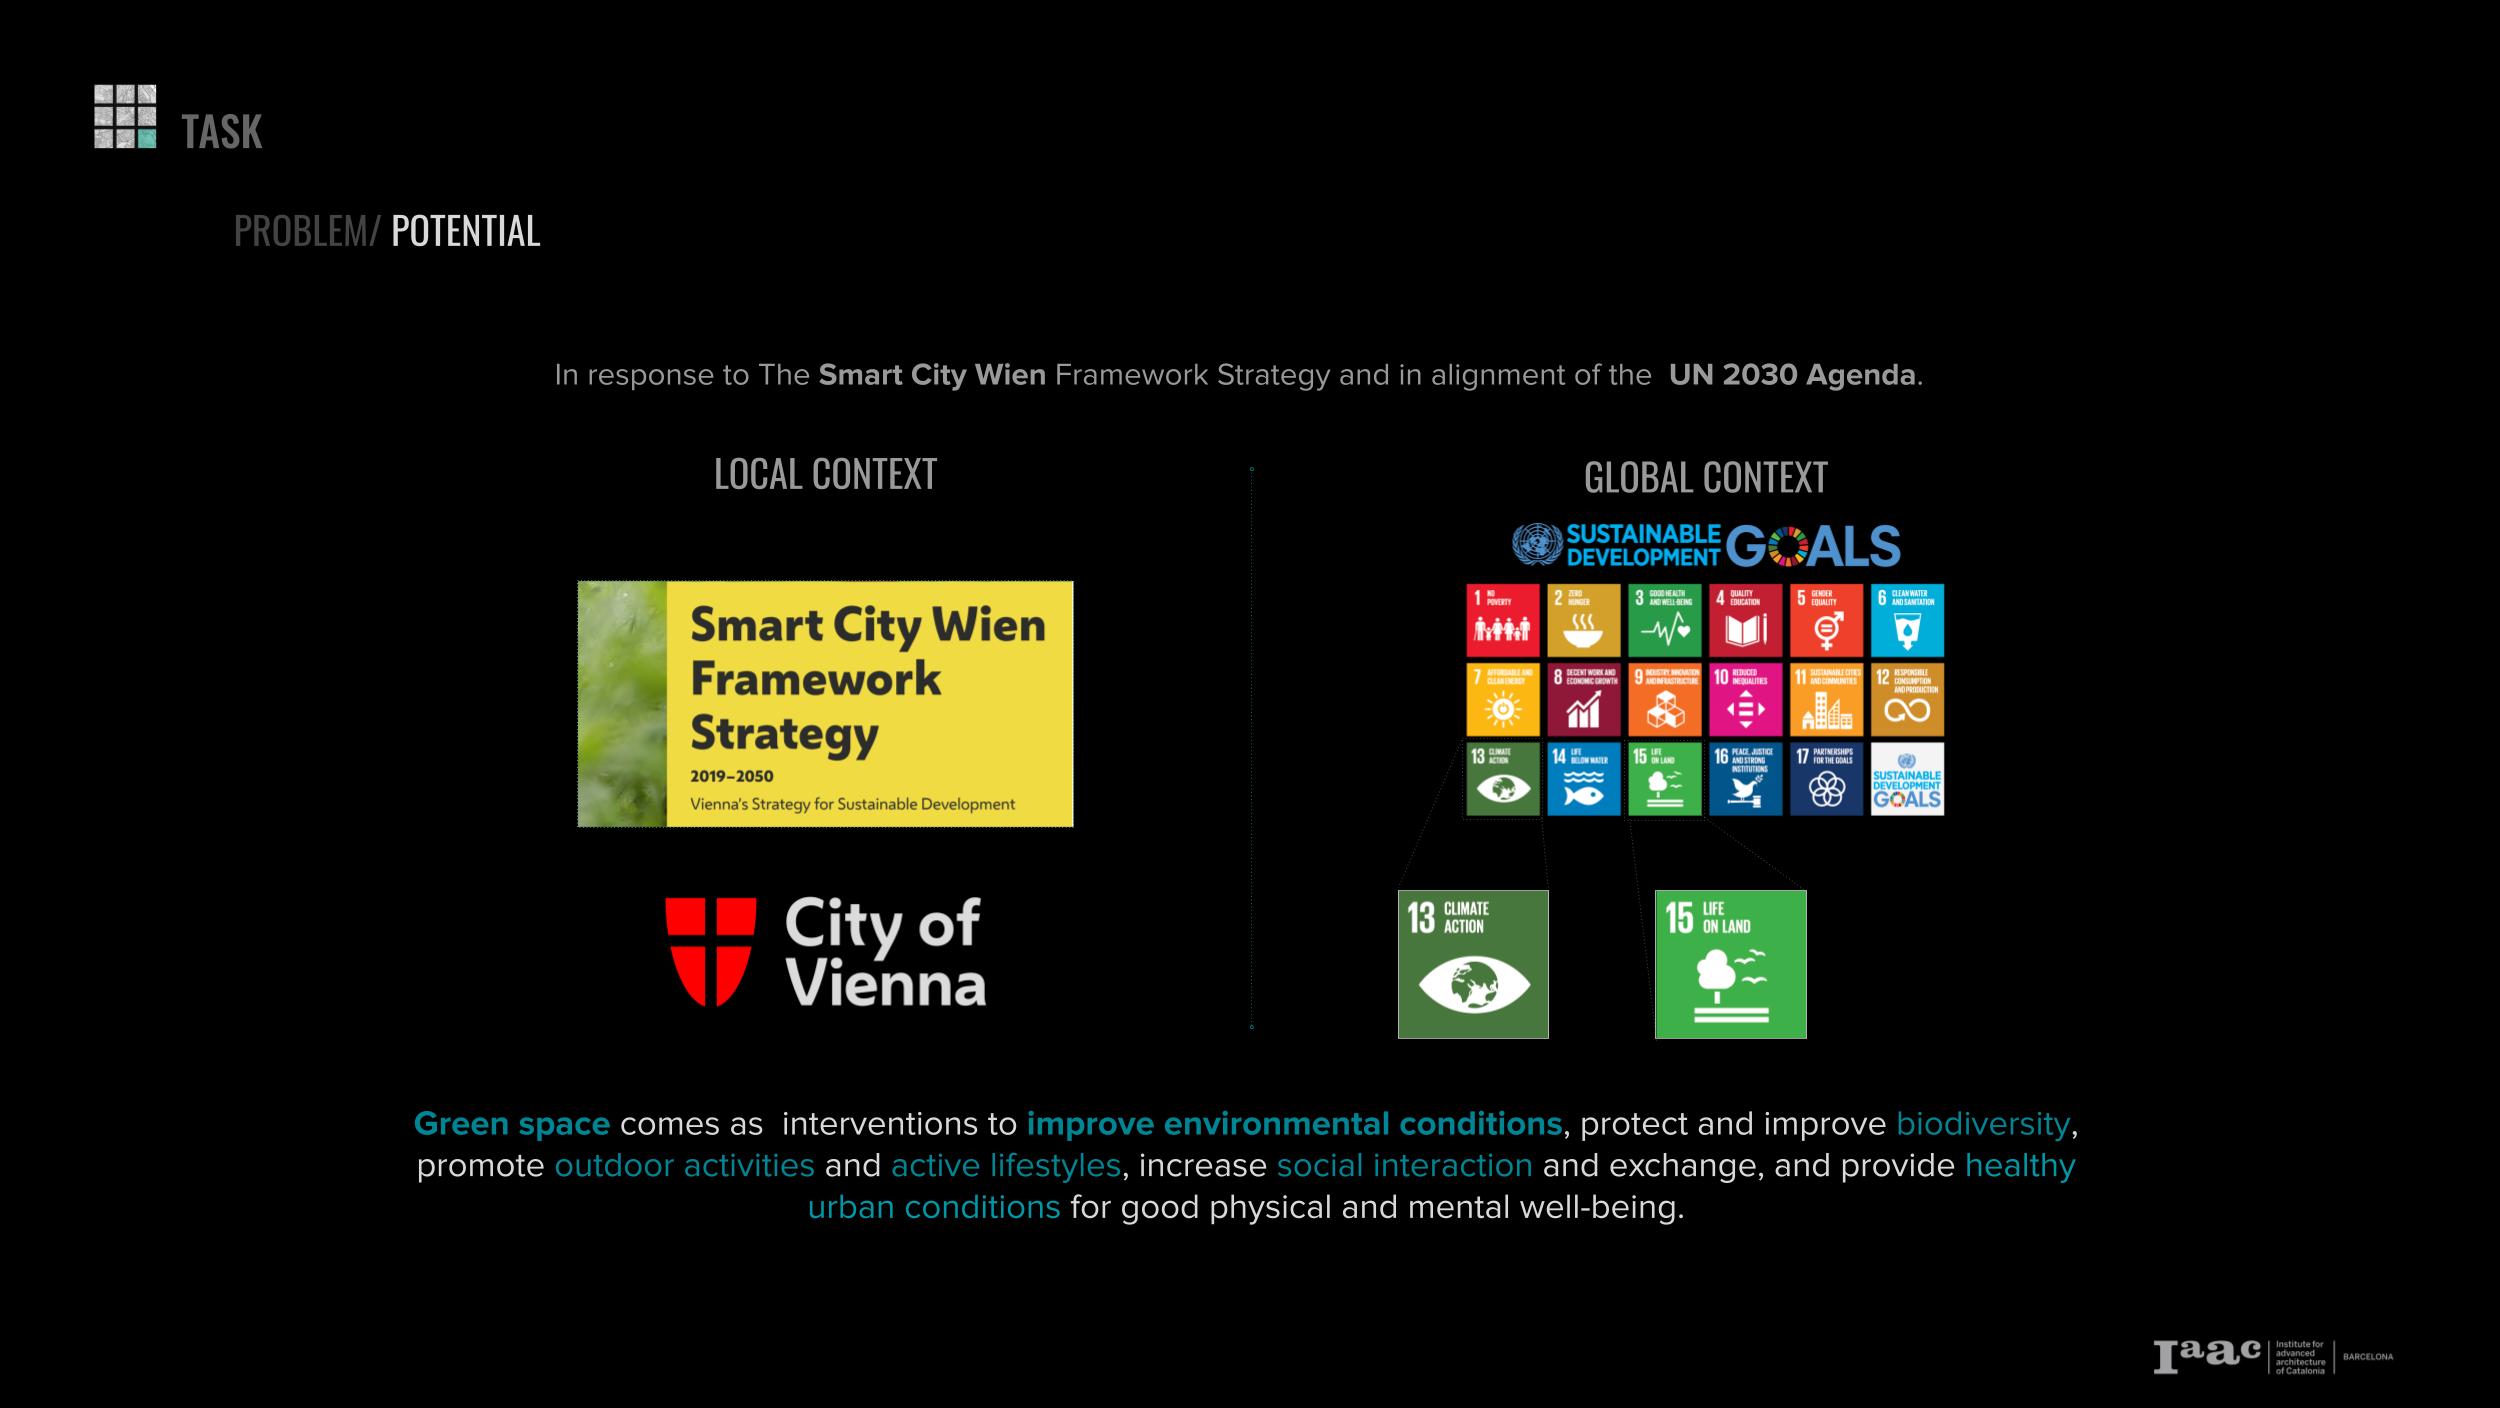 TASK
PROBLEM/ POTENTIAL
In response to The Smart City Wien Framework Strategy and in alignment of the UN 2030 Agenda.
LOCAL CONTEXT
Smart City Wien
Framework
Strategy
2019–2050
Vienna's Strategy for Sustainable Development
City of
Vienna
GLOBAL CONTEXT
SUSTAINABLE
DEVELOPMENT
GOALS
1 NO
POVERTY
2 ZERO
HUNGER
3 GOOD HEALTH
AND WELL-BEING
4 QUALITY
EDUCATION
5 GENDER
EQUALITY
6 CLEAN WATER
AND SANITATION
7 AFFORDABLE AND
CLEAN ENERGY
8 DECENT WORK AND
ECONOMIC GROWTH
9 INDUSTRY, INNOVATION
AND INFRASTRUCTURE
10 REDUCED
INEQUALITIES
11 SUSTAINABLE CITIES
AND COMMUNITIES
12 RESPONSIBLE
CONSUMPTION
AND PRODUCTION
13 CLIMATE
ACTION
14 LIFE
BELOW WATER
15 LIFE
ON LAND
16 PEACE, JUSTICE
AND STRONG
INSTITUTIONS
17 PARTNERSHIPS
FOR THE GOALS
SUSTAINABLE
DEVELOPMENT
GOALS
13 CLIMATE
ACTION
15 LIFE
ON LAND
Green space comes as interventions to improve environmental conditions, protect and improve biodiversity,
promote outdoor activities and active lifestyles, increase social interaction and exchange, and provide healthy
urban conditions for good physical and mental well-being.
Iaac
Institute for
advanced
architecture
of Catalonia
BARCELONA